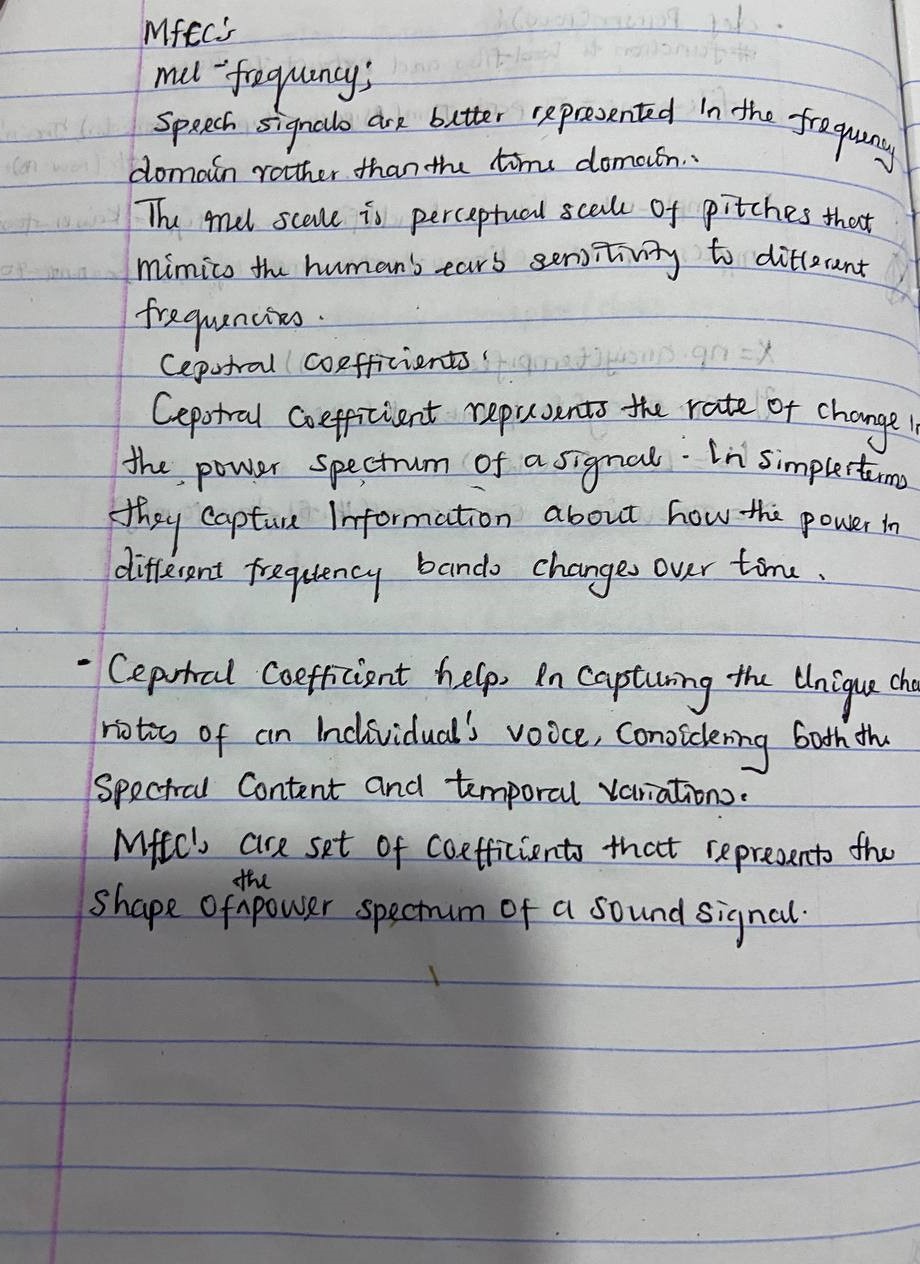 MfCC's
mel-frequency;
Speech signals are better represented in the frequency
domain rather than the time domain.
The mel scale is perceptual scale of pitches that
mimics the human's ear's sensitivity to different
frequencies.
Cepstral coefficients:
Cepstral Coefficient represents the rate of change in
the power spectrum of a signal. In simpler terms
they capture Information about how the power in
different frequency bands changes over time.
- Cepstral Coefficient helps in capturing the Unique cha
ristics of an Individual's voice, Considering both the
Spectral Content and temporal variations.
MfCC's are set of coefficients that represents the
shape of the power spectrum of a sound signal.